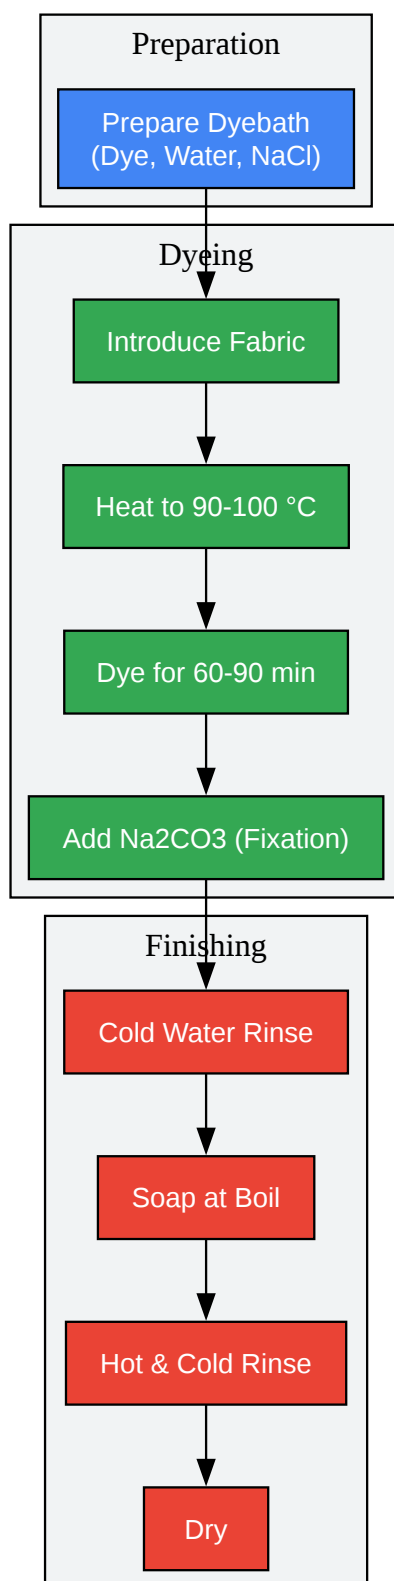 Preparation
Prepare Dyebath
(Dye, Water, NaCl)
Dyeing
Introduce Fabric
Heat to 90-100 °C
Dye for 60-90 min
Add Na2CO3 (Fixation)
Finishing
Cold Water Rinse
Soap at Boil
Hot & Cold Rinse
Dry